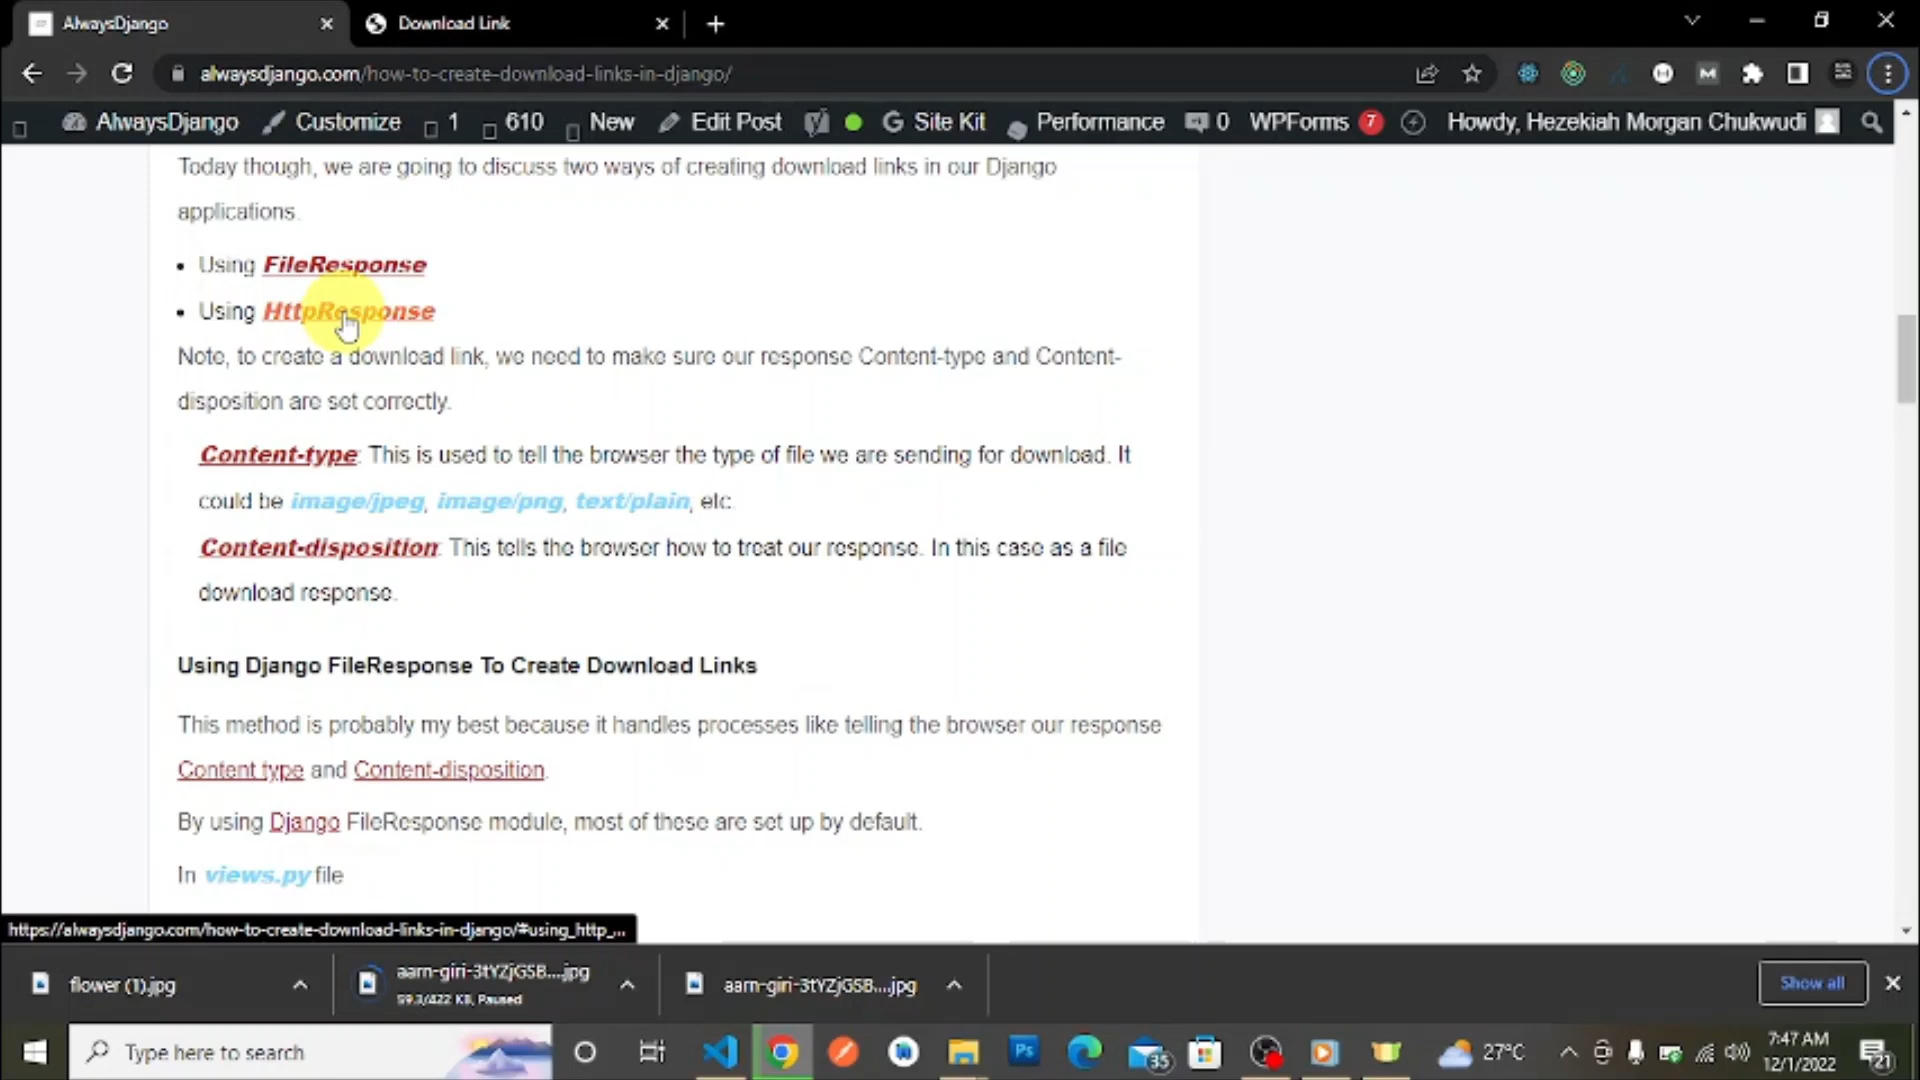 AlwaysDjango
Download Link
alwaysdjango.com/how-to-create-download-links-in-django/
AlwaysDjango Customize 1 610 New Edit Post Site Kit Performance 0 WPForms 7 Howdy, Hezekiah Morgan Chukwudi
Today though, we are going to discuss two ways of creating download links in our Django
applications.
• Using FileResponse
• Using HttpResponse
Note, to create a download link, we need to make sure our response Content-type and Content-
disposition are set correctly.
Content-type: This is used to tell the browser the type of file we are sending for download. It
could be image/jpeg, image/png, text/plain, etc.
Content-disposition: This tells the browser how to treat our response. In this case as a file
download response.
Using Django FileResponse To Create Download Links
This method is probably my best because it handles processes like telling the browser our response
Content type and Content-disposition.
By using Django FileResponse module, most of these are set up by default.
In views.py file
https://alwaysdjango.com/how-to-create-download-links-in-django/#using_http_...
flower (1).jpg
aarn-giri-3tYZjGSB....jpg
59.3/422 KB, Paused
aarn-giri-3tYZjGSB....jpg
Show all
Type here to search
Ps
35
27°C
7:47 AM
12/1/2022
21